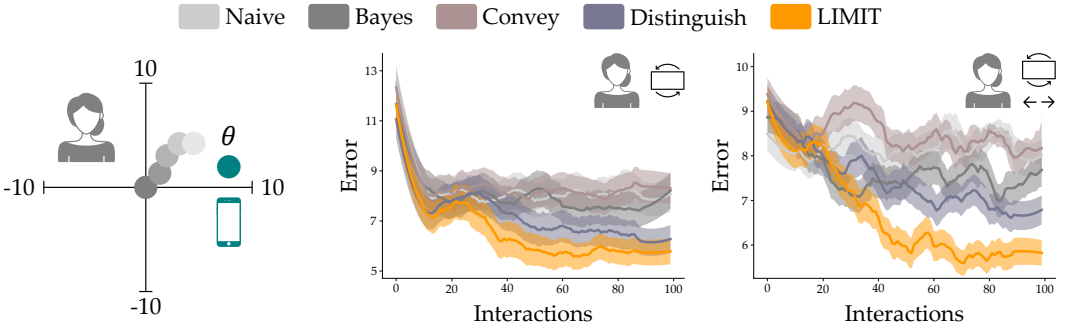 Naive Bayes Convey Distinguish LIMIT
10
θ
-10 10
-10
Error
13
11
9
7
5
0 20 40 60 80 100
Interactions
Error
10
9
8
7
6
0 20 40 60 80 100
Interactions